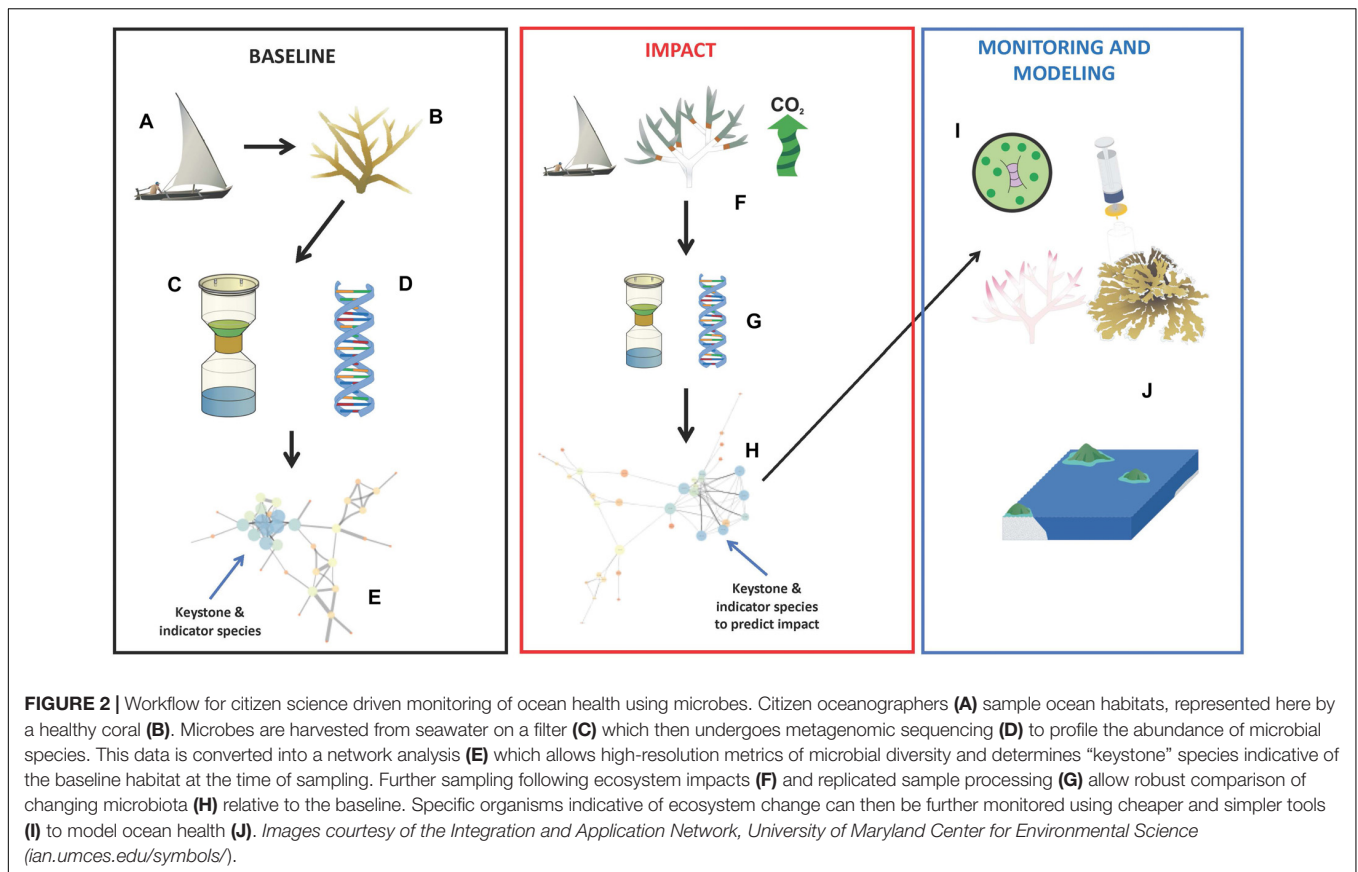 BASELINE
A
B
C
D
E
Keystone &
indicator species
IMPACT
CO₂
F
G
H
Keystone &
indicator species
to predict impact
MONITORING AND
MODELING
I
J
FIGURE 2 | Workflow for citizen science driven monitoring of ocean health using microbes. Citizen oceanographers (A) sample ocean habitats, represented here by
a healthy coral (B). Microbes are harvested from seawater on a filter (C) which then undergoes metagenomic sequencing (D) to profile the abundance of microbial
species. This data is converted into a network analysis (E) which allows high-resolution metrics of microbial diversity and determines “keystone” species indicative of
the baseline habitat at the time of sampling. Further sampling following ecosystem impacts (F) and replicated sample processing (G) allow robust comparison of
changing microbiota (H) relative to the baseline. Specific organisms indicative of ecosystem change can then be further monitored using cheaper and simpler tools
(I) to model ocean health (J). Images courtesy of the Integration and Application Network, University of Maryland Center for Environmental Science
(ian.umces.edu/symbols/).